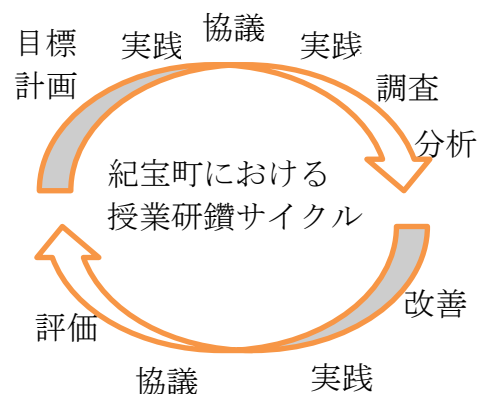 目標
計画
実践
協議
実践
調査
分析
紀宝町における
授業研鑽サイクル
改善
実践
協議
評価